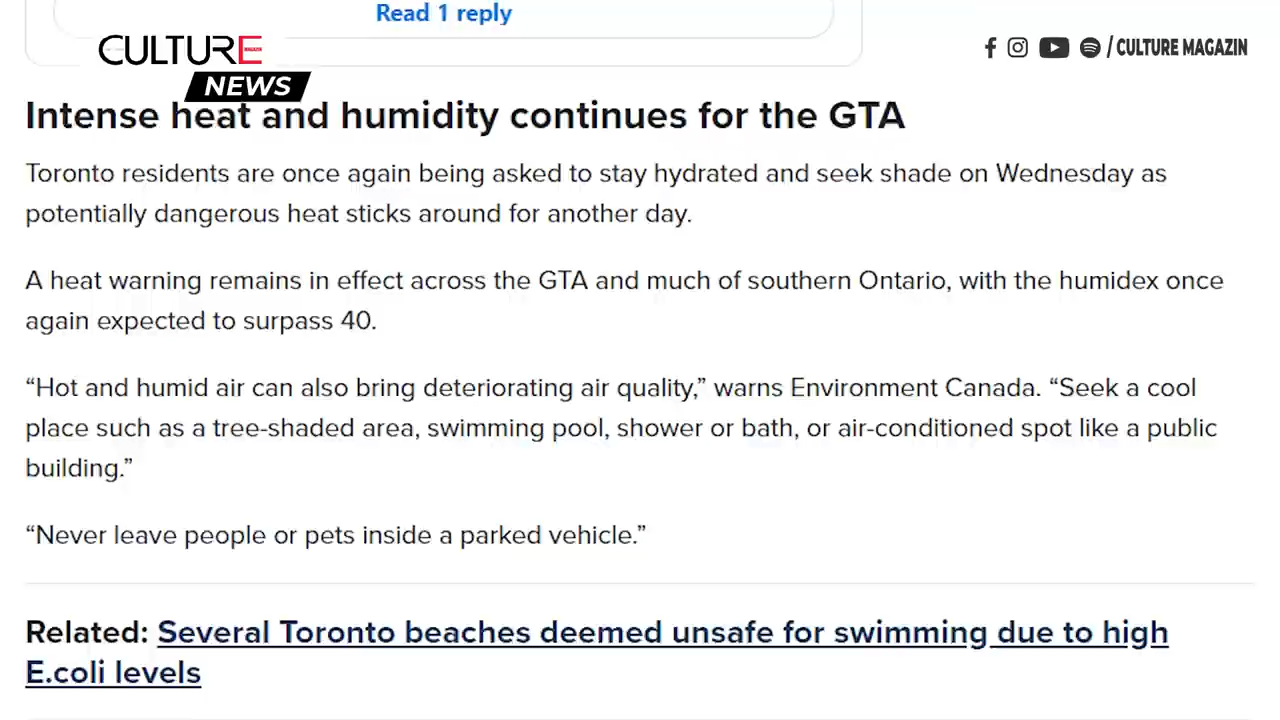 Read 1 reply
CULTURE
NEWS
/ CULTURE MAGAZIN
Intense heat and humidity continues for the GTA
Toronto residents are once again being asked to stay hydrated and seek shade on Wednesday as
potentially dangerous heat sticks around for another day.
A heat warning remains in effect across the GTA and much of southern Ontario, with the humidex once
again expected to surpass 40.
“Hot and humid air can also bring deteriorating air quality,” warns Environment Canada. “Seek a cool
place such as a tree-shaded area, swimming pool, shower or bath, or air-conditioned spot like a public
building.”
“Never leave people or pets inside a parked vehicle.”
Related: Several Toronto beaches deemed unsafe for swimming due to high
E.coli levels